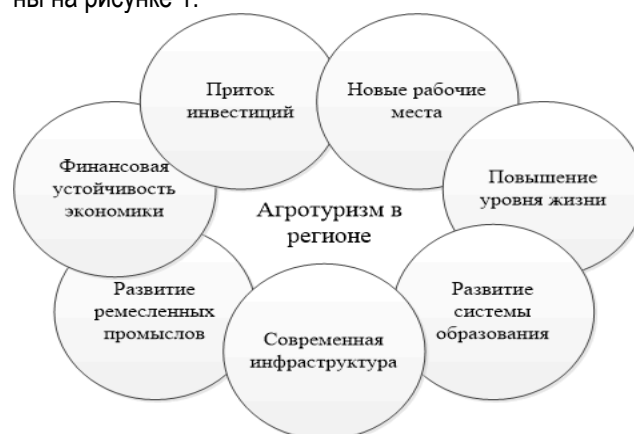 ны на рисунке 1.
Приток
инвестиций
Новые рабочие
места
Финансовая
устойчивость
экономики
Повышение
уровня жизни
Агротуризм в
регионе
Развитие
ремесленных
промыслов
Развитие
системы
образования
Современная
инфраструктура